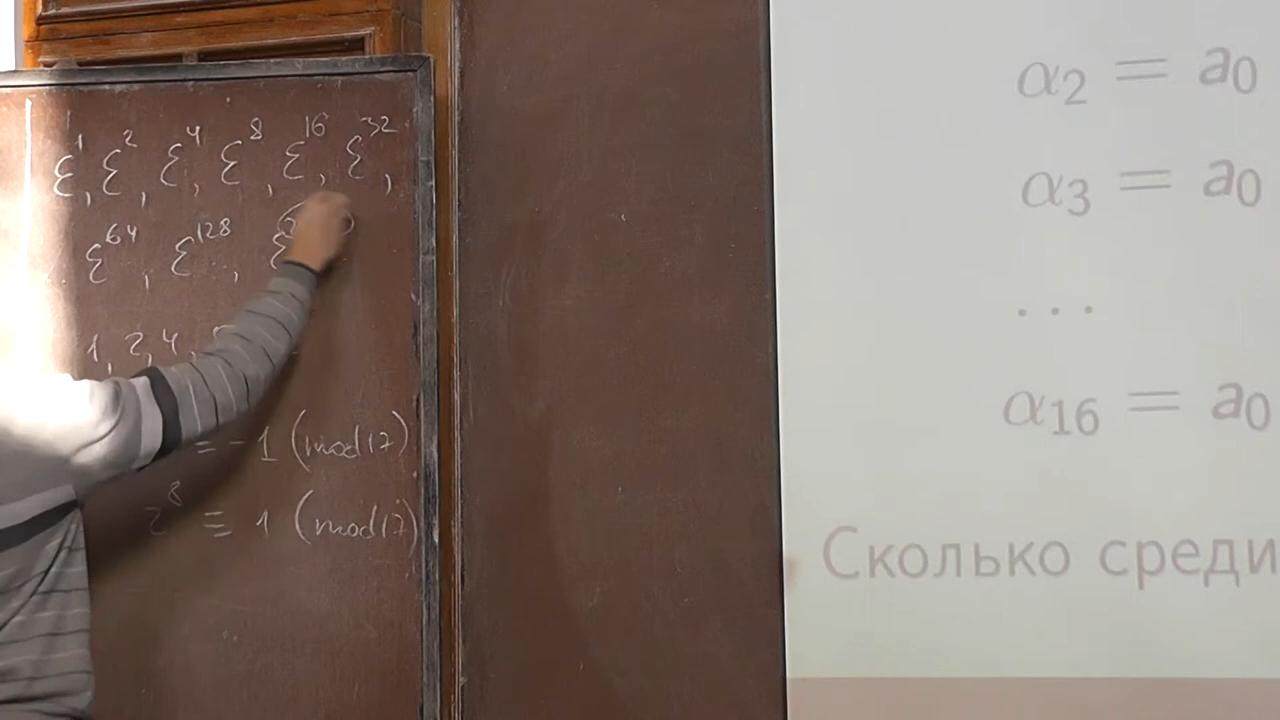 ε¹, ε², ε⁴, ε⁸, ε¹⁶, ε³²,
ε⁶⁴, ε¹²⁸, ε
1, 2, 4,
≡ -1 (mod 17)
2⁸ ≡ 1 (mod 17)
α₂ = a₀
α₃ = a₀
...
α₁₆ = a₀
Сколько среди